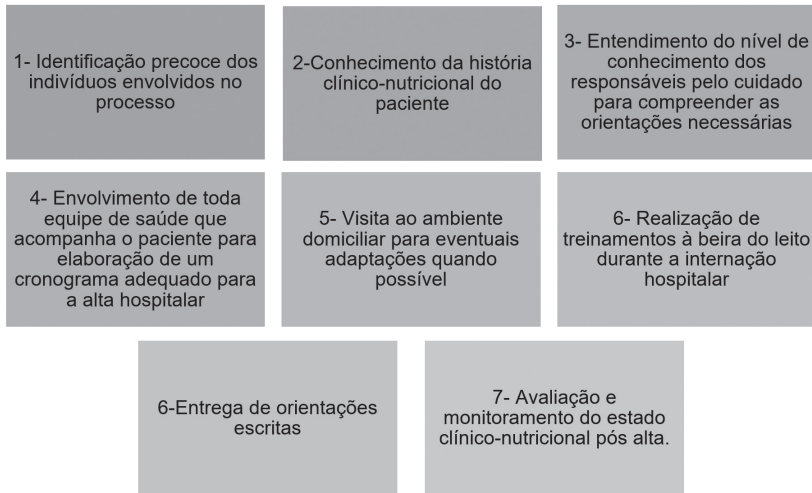 1- Identificação precoce dos
indivíduos envolvidos no
processo
2-Conhecimento da história
clínico-nutricional do
paciente
3- Entendimento do nível de
conhecimento dos
responsáveis pelo cuidado
para compreender as
orientações necessárias
4- Envolvimento de toda
equipe de saúde que
acompanha o paciente para
elaboração de um
cronograma adequado para
a alta hospitalar
5- Visita ao ambiente
domiciliar para eventuais
adaptações quando
possível
6- Realização de
treinamentos à beira do leito
durante a internação
hospitalar
6-Entrega de orientações
escritas
7- Avaliação e
monitoramento do estado
clínico-nutricional pós alta.